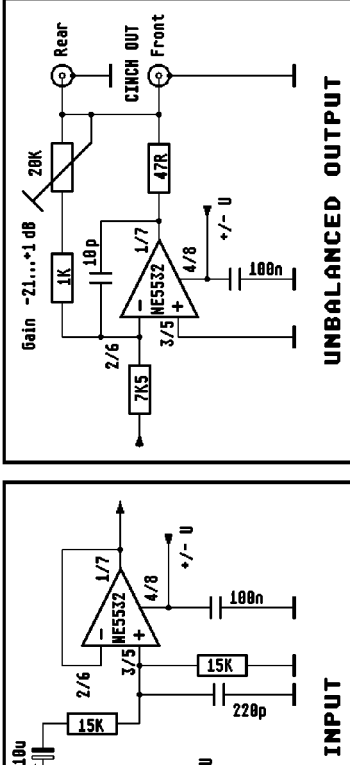 Gain -21...+1 dB
Rear
CINCH OUT
Front
20K
1K
10p
47R
1/7
2/6
NE5532
-
+
3/5
4/8
+/- U
7K5
100n
UNBALANCED OUTPUT
1/7
2/6
NE5532
-
+
3/5
4/8
+/- U
10u
15K
15K
100n
220p
U
INPUT